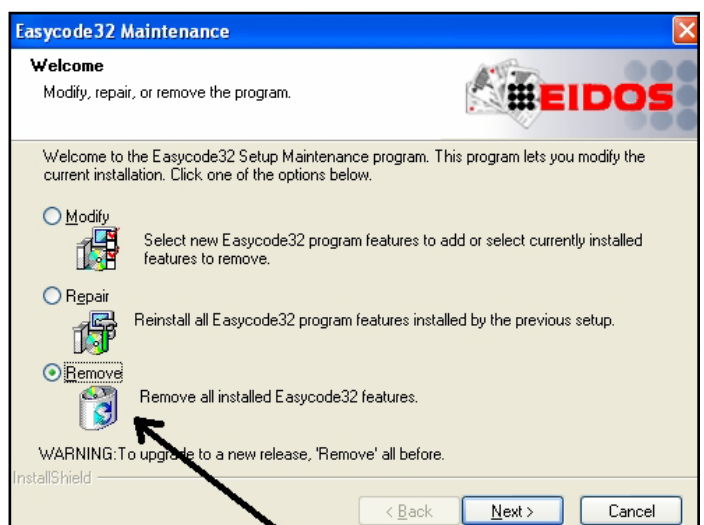 Easycode32 Maintenance
Welcome
Modify, repair, or remove the program.
EIDOS
Welcome to the Easycode32 Setup Maintenance program. This program lets you modify the
current installation. Click one of the options below.
Modify
Select new Easycode32 program features to add or select currently installed
features to remove.
Repair
Reinstall all Easycode32 program features installed by the previous setup.
Remove
Remove all installed Easycode32 features.
WARNING:To upgrade to a new release, 'Remove' all before.
InstallShield
< Back Next > Cancel